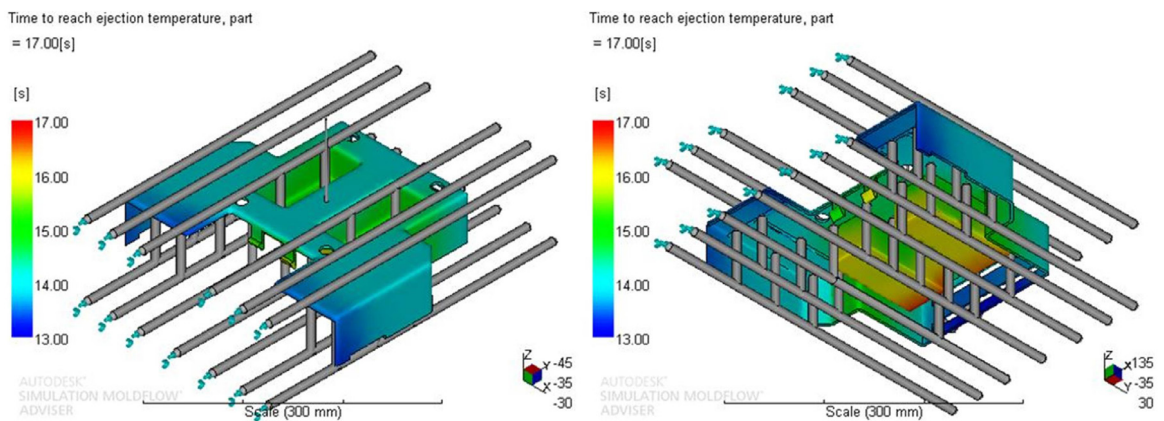 Time to reach ejection temperature, part
= 17.00[s]
[s]
17.00
16.00
15.00
14.00
13.00
AUTODESK®
SIMULATION MOLDFLOW®
ADVISER
Scale (300 mm)
Z
Y -45
X -35
-30
Time to reach ejection temperature, part
= 17.00[s]
[s]
17.00
16.00
15.00
14.00
13.00
AUTODESK®
SIMULATION MOLDFLOW®
ADVISER
Scale (300 mm)
Z
X 135
Y -35
30